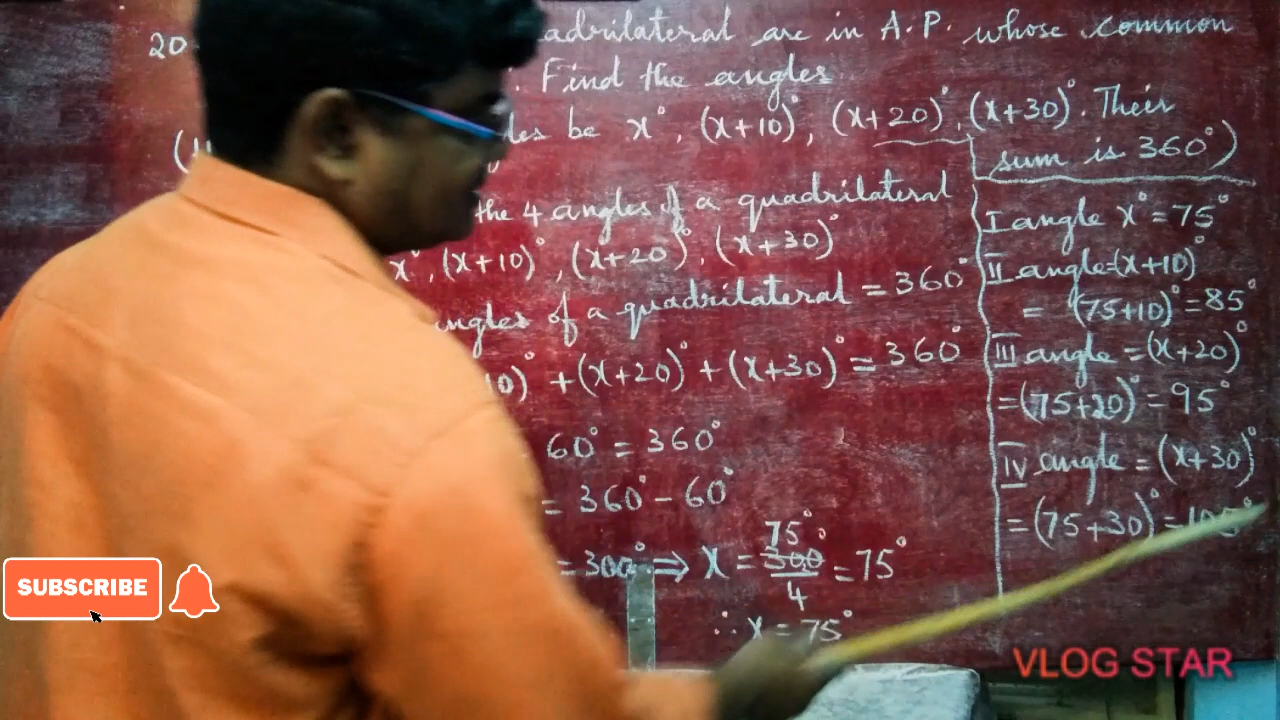 20 adrilateral are in A.P. whose common
. Find the angles
les be x°, (x+10)°, (x+20)°, (x+30)°. Their
sum is 360°)
the 4 angles of a quadrilateral
x°, (x+10)°, (x+20)°, (x+30)°
angles of a quadrilateral = 360°
10)° + (x+20)° + (x+30)° = 360°
60° = 360°
= 360° - 60°
= 300° ⇒ x = 300/4 = 75°
75°
∴ x = 75°
I angle x° = 75°
II angle = (x+10)°
= (75+10)° = 85°
III angle = (x+20)°
= (75+20)° = 95°
IV angle = (x+30)°
= (75+30)° = 105°
SUBSCRIBE
VLOG STAR